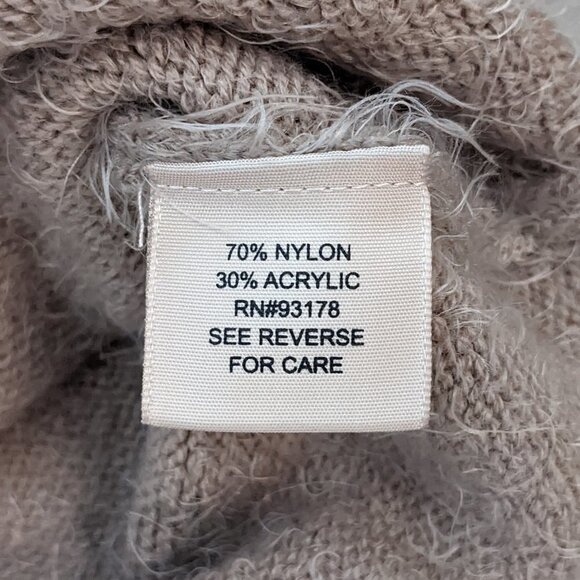 70% NYLON
30% ACRYLIC
RN#93178
SEE REVERSE
FOR CARE